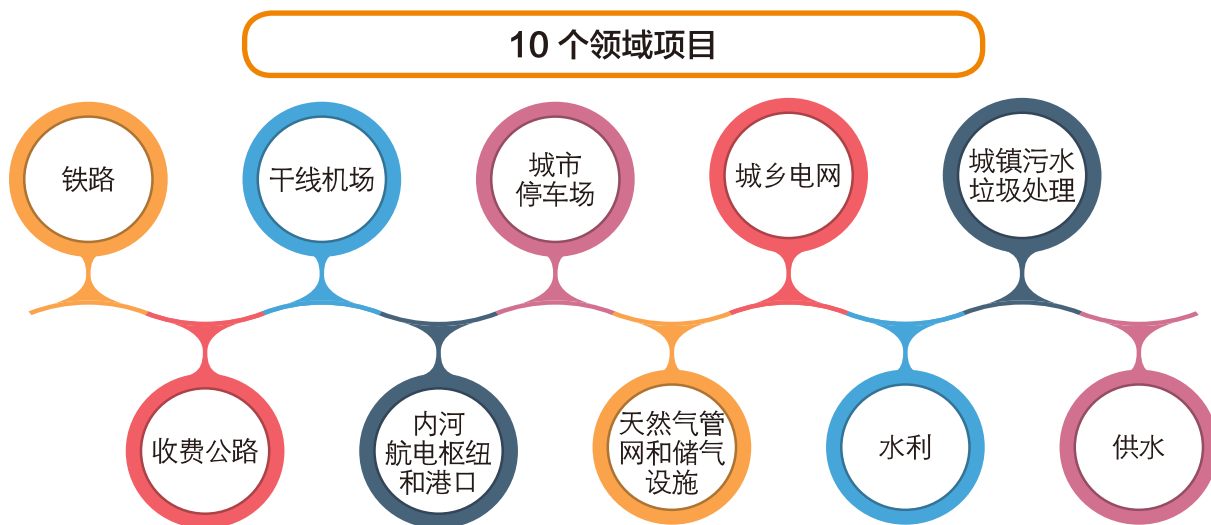 10 个领域项目
铁路
收费公路
干线机场
内河
航电枢纽
和港口
城市
停车场
天然气管
网和储气
设施
城乡电网
水利
城镇污水
垃圾处理
供水